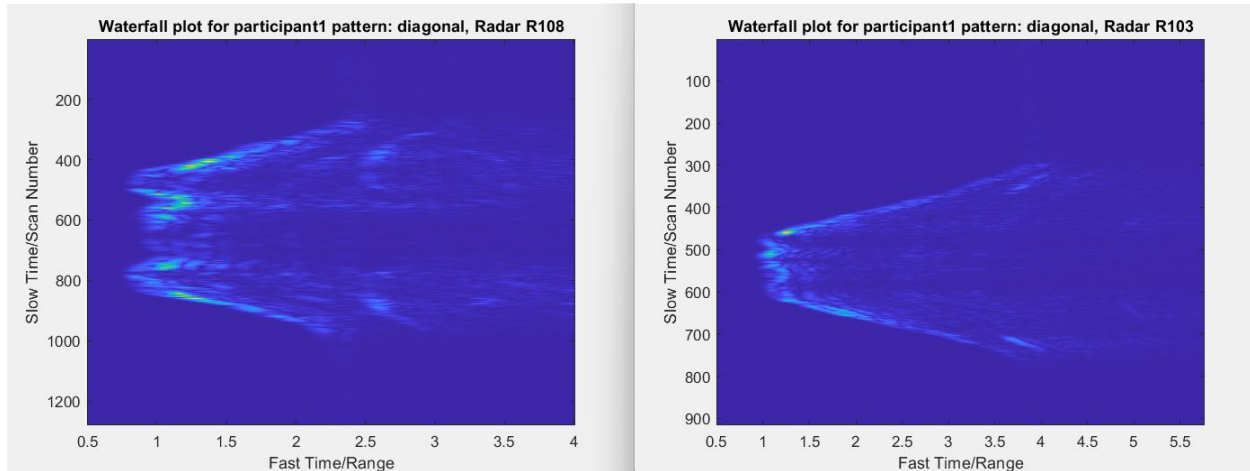 Waterfall plot for participant1 pattern: diagonal, Radar R108
200
400
600
800
1000
1200
Slow Time/Scan Number
0.5 1 1.5 2 2.5 3 3.5 4
Fast Time/Range
Waterfall plot for participant1 pattern: diagonal, Radar R103
100
200
300
400
500
600
700
800
900
Slow Time/Scan Number
0.5 1 1.5 2 2.5 3 3.5 4 4.5 5 5.5
Fast Time/Range